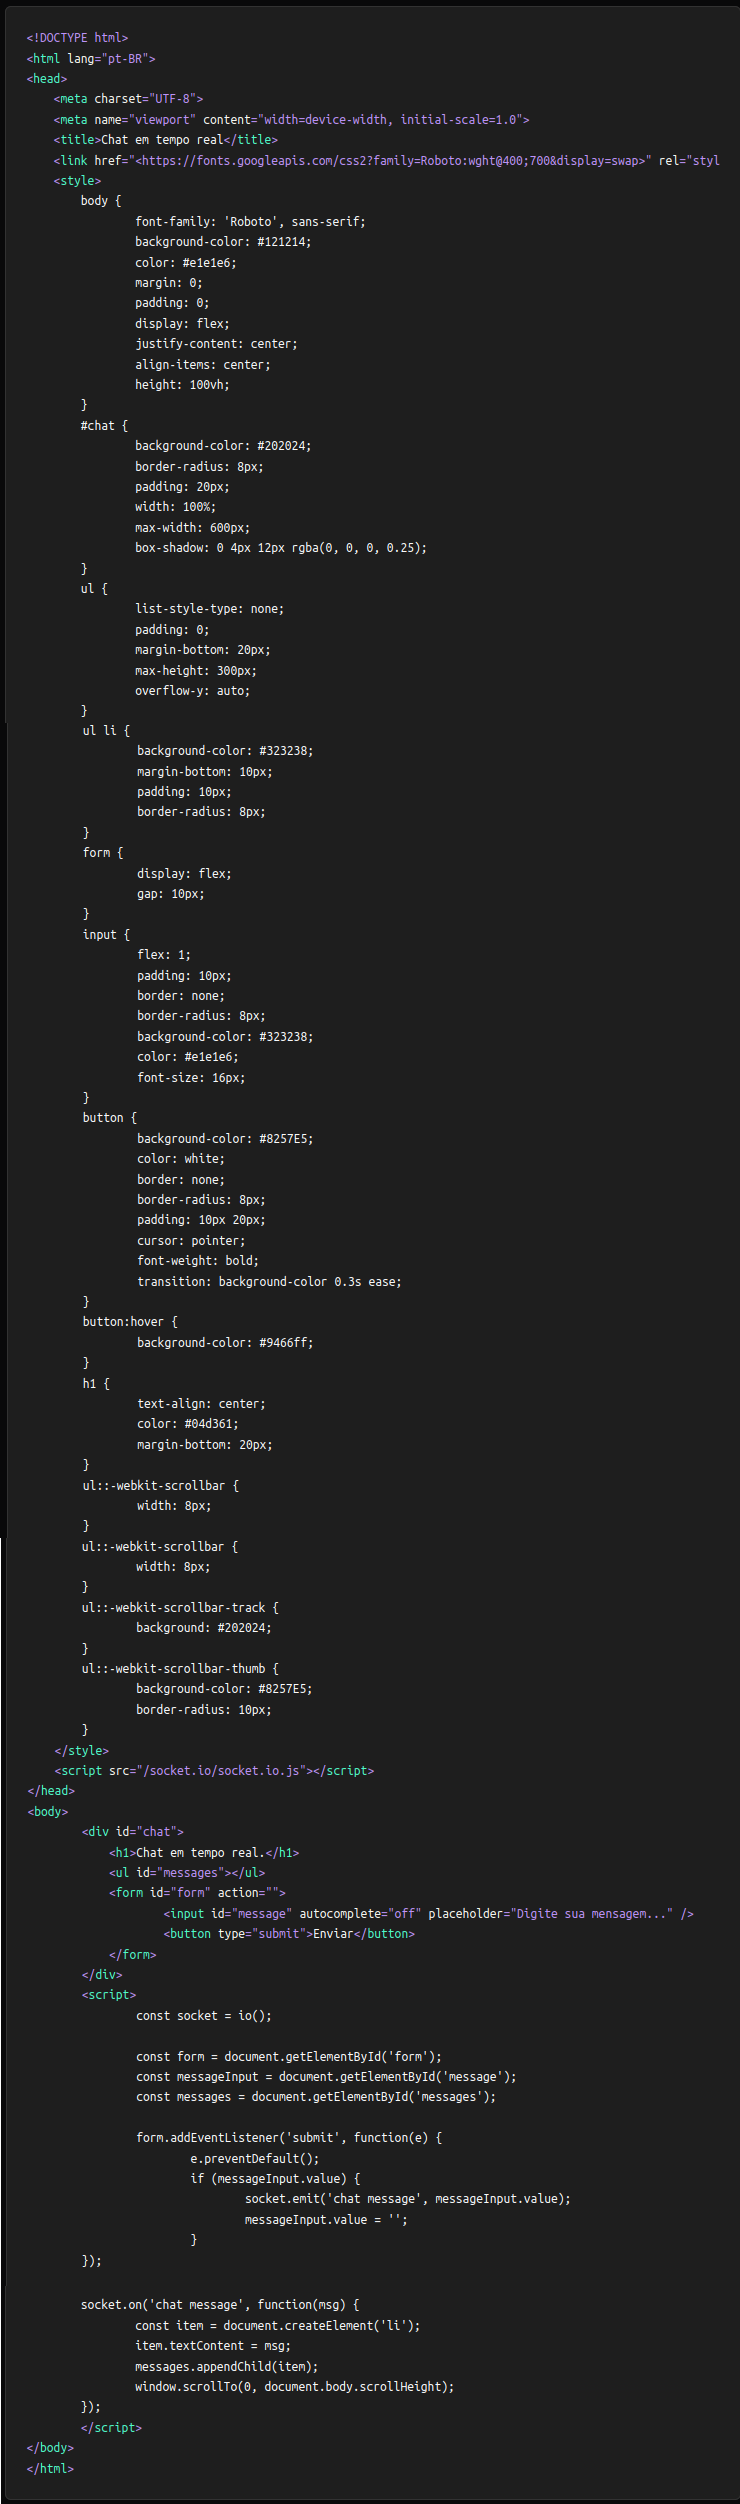 <!DOCTYPE html>
<html lang="pt-BR">
<head>
    <meta charset="UTF-8">
    <meta name="viewport" content="width=device-width, initial-scale=1.0">
    <title>Chat em tempo real</title>
    <link href="<https://fonts.googleapis.com/css2?family=Roboto:wght@400;700&display=swap>" rel="styl
    <style>
        body {
                font-family: 'Roboto', sans-serif;
                background-color: #121214;
                color: #e1e1e6;
                margin: 0;
                padding: 0;
                display: flex;
                justify-content: center;
                align-items: center;
                height: 100vh;
        }
        #chat {
                background-color: #202024;
                border-radius: 8px;
                padding: 20px;
                width: 100%;
                max-width: 600px;
                box-shadow: 0 4px 12px rgba(0, 0, 0, 0.25);
        }
        ul {
                list-style-type: none;
                padding: 0;
                margin-bottom: 20px;
                max-height: 300px;
                overflow-y: auto;
        }
        ul li {
                background-color: #323238;
                margin-bottom: 10px;
                padding: 10px;
                border-radius: 8px;
        }
        form {
                display: flex;
                gap: 10px;
        }
        input {
                flex: 1;
                padding: 10px;
                border: none;
                border-radius: 8px;
                background-color: #323238;
                color: #e1e1e6;
                font-size: 16px;
        }
        button {
                background-color: #8257E5;
                color: white;
                border: none;
                border-radius: 8px;
                padding: 10px 20px;
                cursor: pointer;
                font-weight: bold;
                transition: background-color 0.3s ease;
        }
        button:hover {
                background-color: #9466ff;
        }
        h1 {
                text-align: center;
                color: #04d361;
                margin-bottom: 20px;
        }
        ul::-webkit-scrollbar {
                width: 8px;
        }
        ul::-webkit-scrollbar {
                width: 8px;
        }
        ul::-webkit-scrollbar-track {
                background: #202024;
        }
        ul::-webkit-scrollbar-thumb {
                background-color: #8257E5;
                border-radius: 10px;
        }
    </style>
    <script src="/socket.io/socket.io.js"></script>
</head>
<body>
        <div id="chat">
            <h1>Chat em tempo real.</h1>
            <ul id="messages"></ul>
            <form id="form" action="">
                    <input id="message" autocomplete="off" placeholder="Digite sua mensagem..." />
                    <button type="submit">Enviar</button>
            </form>
        </div>
        <script>
                const socket = io();

                const form = document.getElementById('form');
                const messageInput = document.getElementById('message');
                const messages = document.getElementById('messages');

                form.addEventListener('submit', function(e) {
                        e.preventDefault();
                        if (messageInput.value) {
                                socket.emit('chat message', messageInput.value);
                                messageInput.value = '';
                        }
        });

        socket.on('chat message', function(msg) {
                const item = document.createElement('li');
                item.textContent = msg;
                messages.appendChild(item);
                window.scrollTo(0, document.body.scrollHeight);
        });
        </script>
</body>
</html>